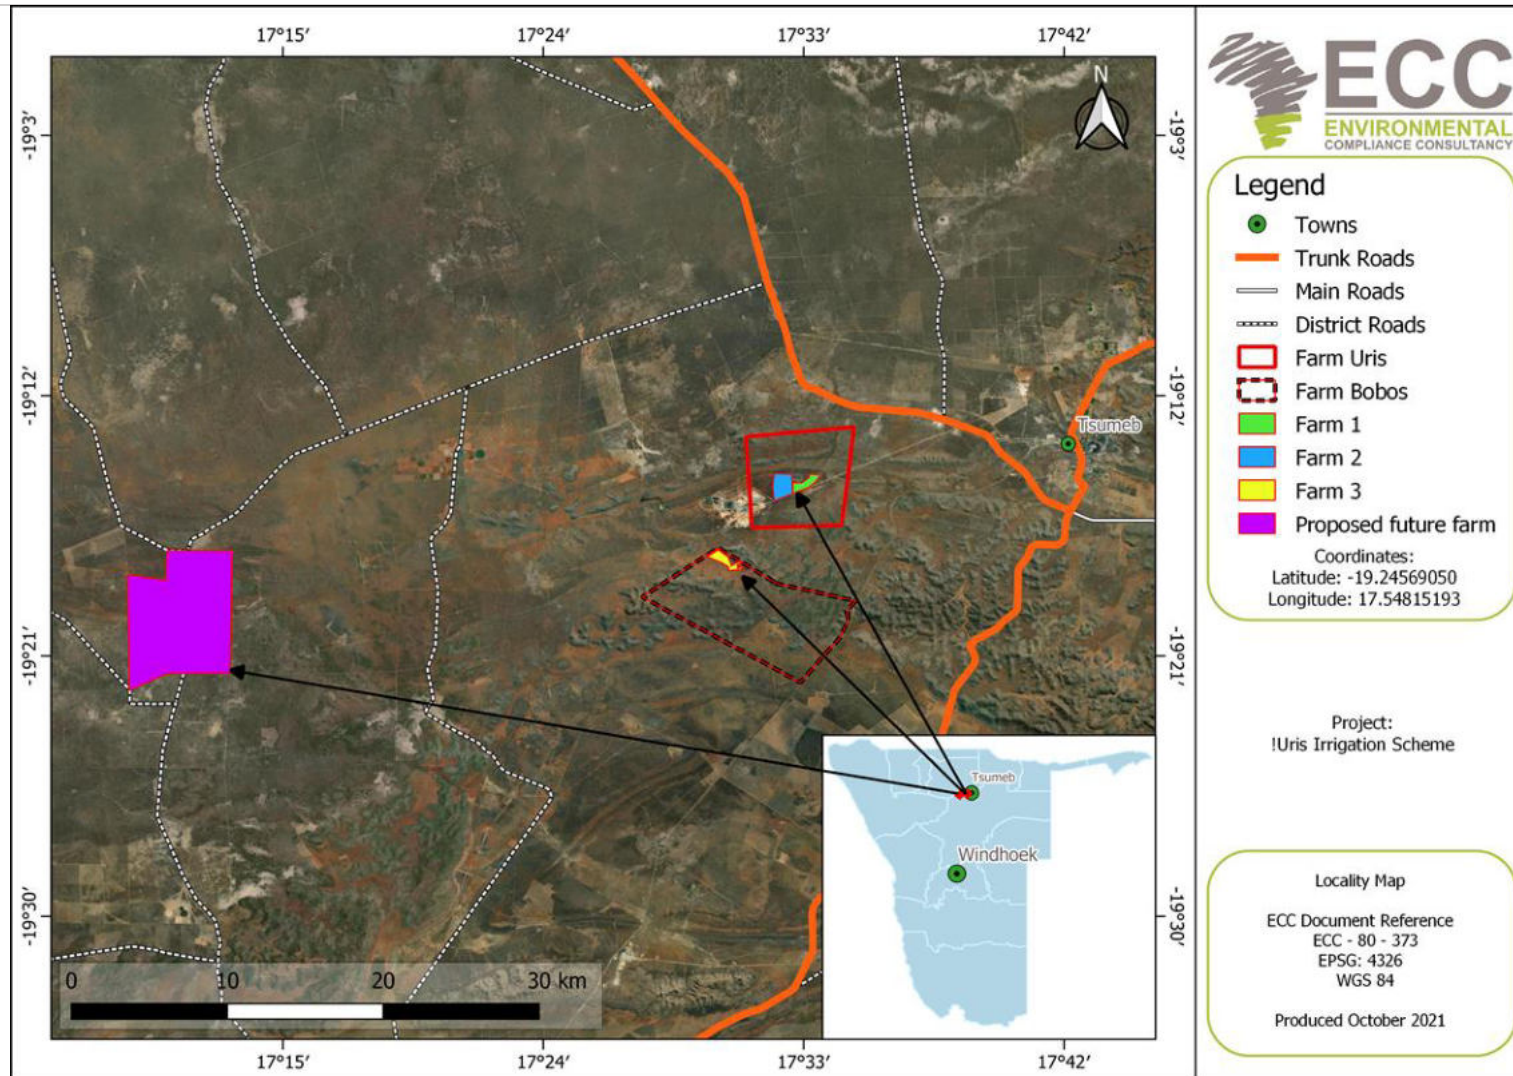 17°15′
17°24′
17°33′
17°42′
-19°3′
-19°12′
-19°21′
-19°30′
-19°3′
-19°12′
-19°21′
-19°30′
N
Tsumeb
0 10 20 30 km
Tsumeb
Windhoek
17°15′
17°24′
17°33′
17°42′
ECC
ENVIRONMENTAL
COMPLIANCE CONSULTANCY
Legend
Towns
Trunk Roads
Main Roads
District Roads
Farm Uris
Farm Bobos
Farm 1
Farm 2
Farm 3
Proposed future farm
Coordinates:
Latitude: -19.24569050
Longitude: 17.54815193
Project:
!Uris Irrigation Scheme
Locality Map
ECC Document Reference
ECC - 80 - 373
EPSG: 4326
WGS 84
Produced October 2021